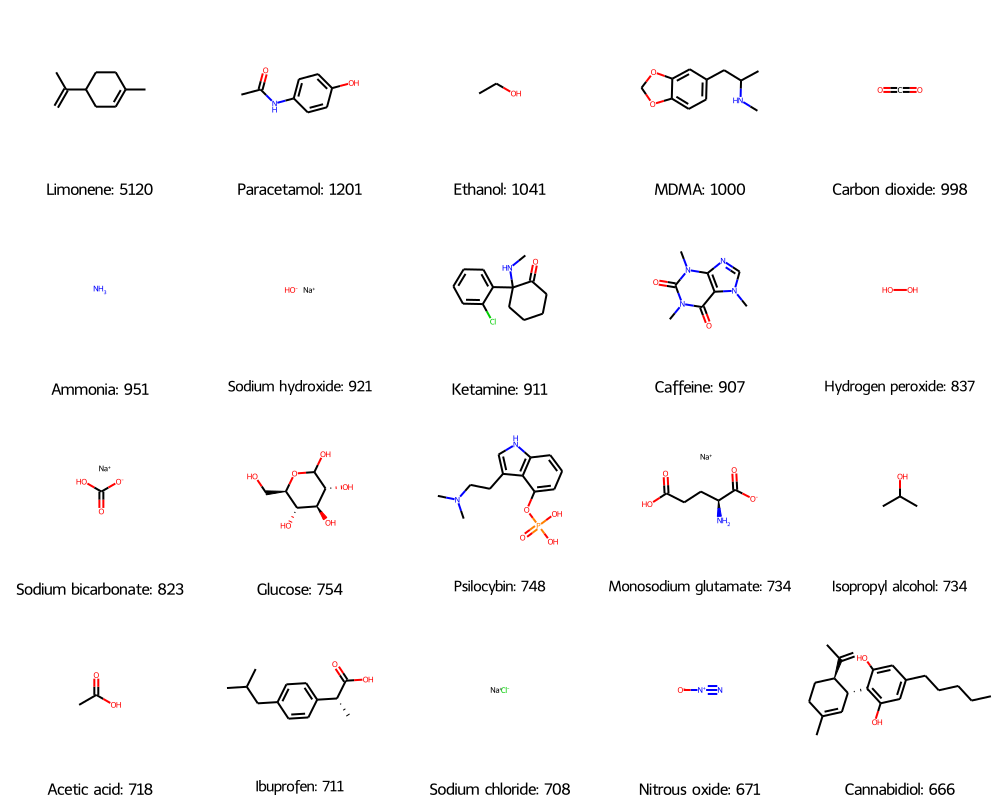 Limonene: 5120
Paracetamol: 1201
Ethanol: 1041
MDMA: 1000
Carbon dioxide: 998
Ammonia: 951
Sodium hydroxide: 921
Ketamine: 911
Caffeine: 907
Hydrogen peroxide: 837
Sodium bicarbonate: 823
Glucose: 754
Psilocybin: 748
Monosodium glutamate: 734
Isopropyl alcohol: 734
Acetic acid: 718
Ibuprofen: 711
Sodium chloride: 708
Nitrous oxide: 671
Cannabidiol: 666